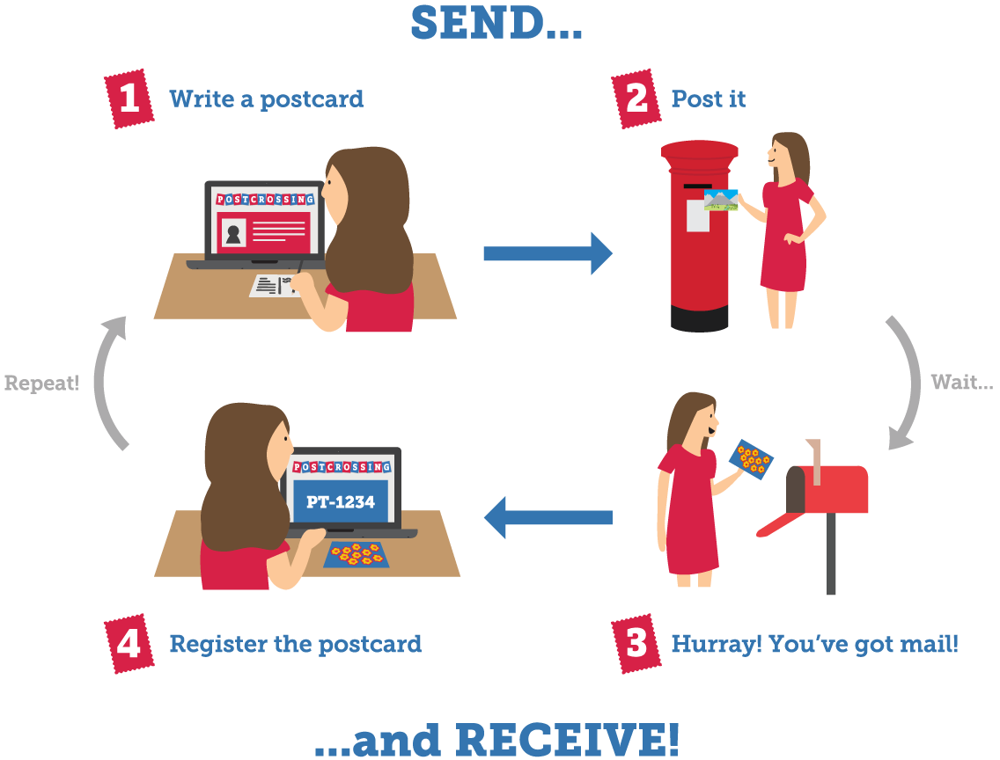 SEND...
1 Write a postcard
2 Post it
POSTCROSSING
Wait...
3 Hurray! You've got mail!
4 Register the postcard
POSTCROSSING
PT-1234
Repeat!
...and RECEIVE!